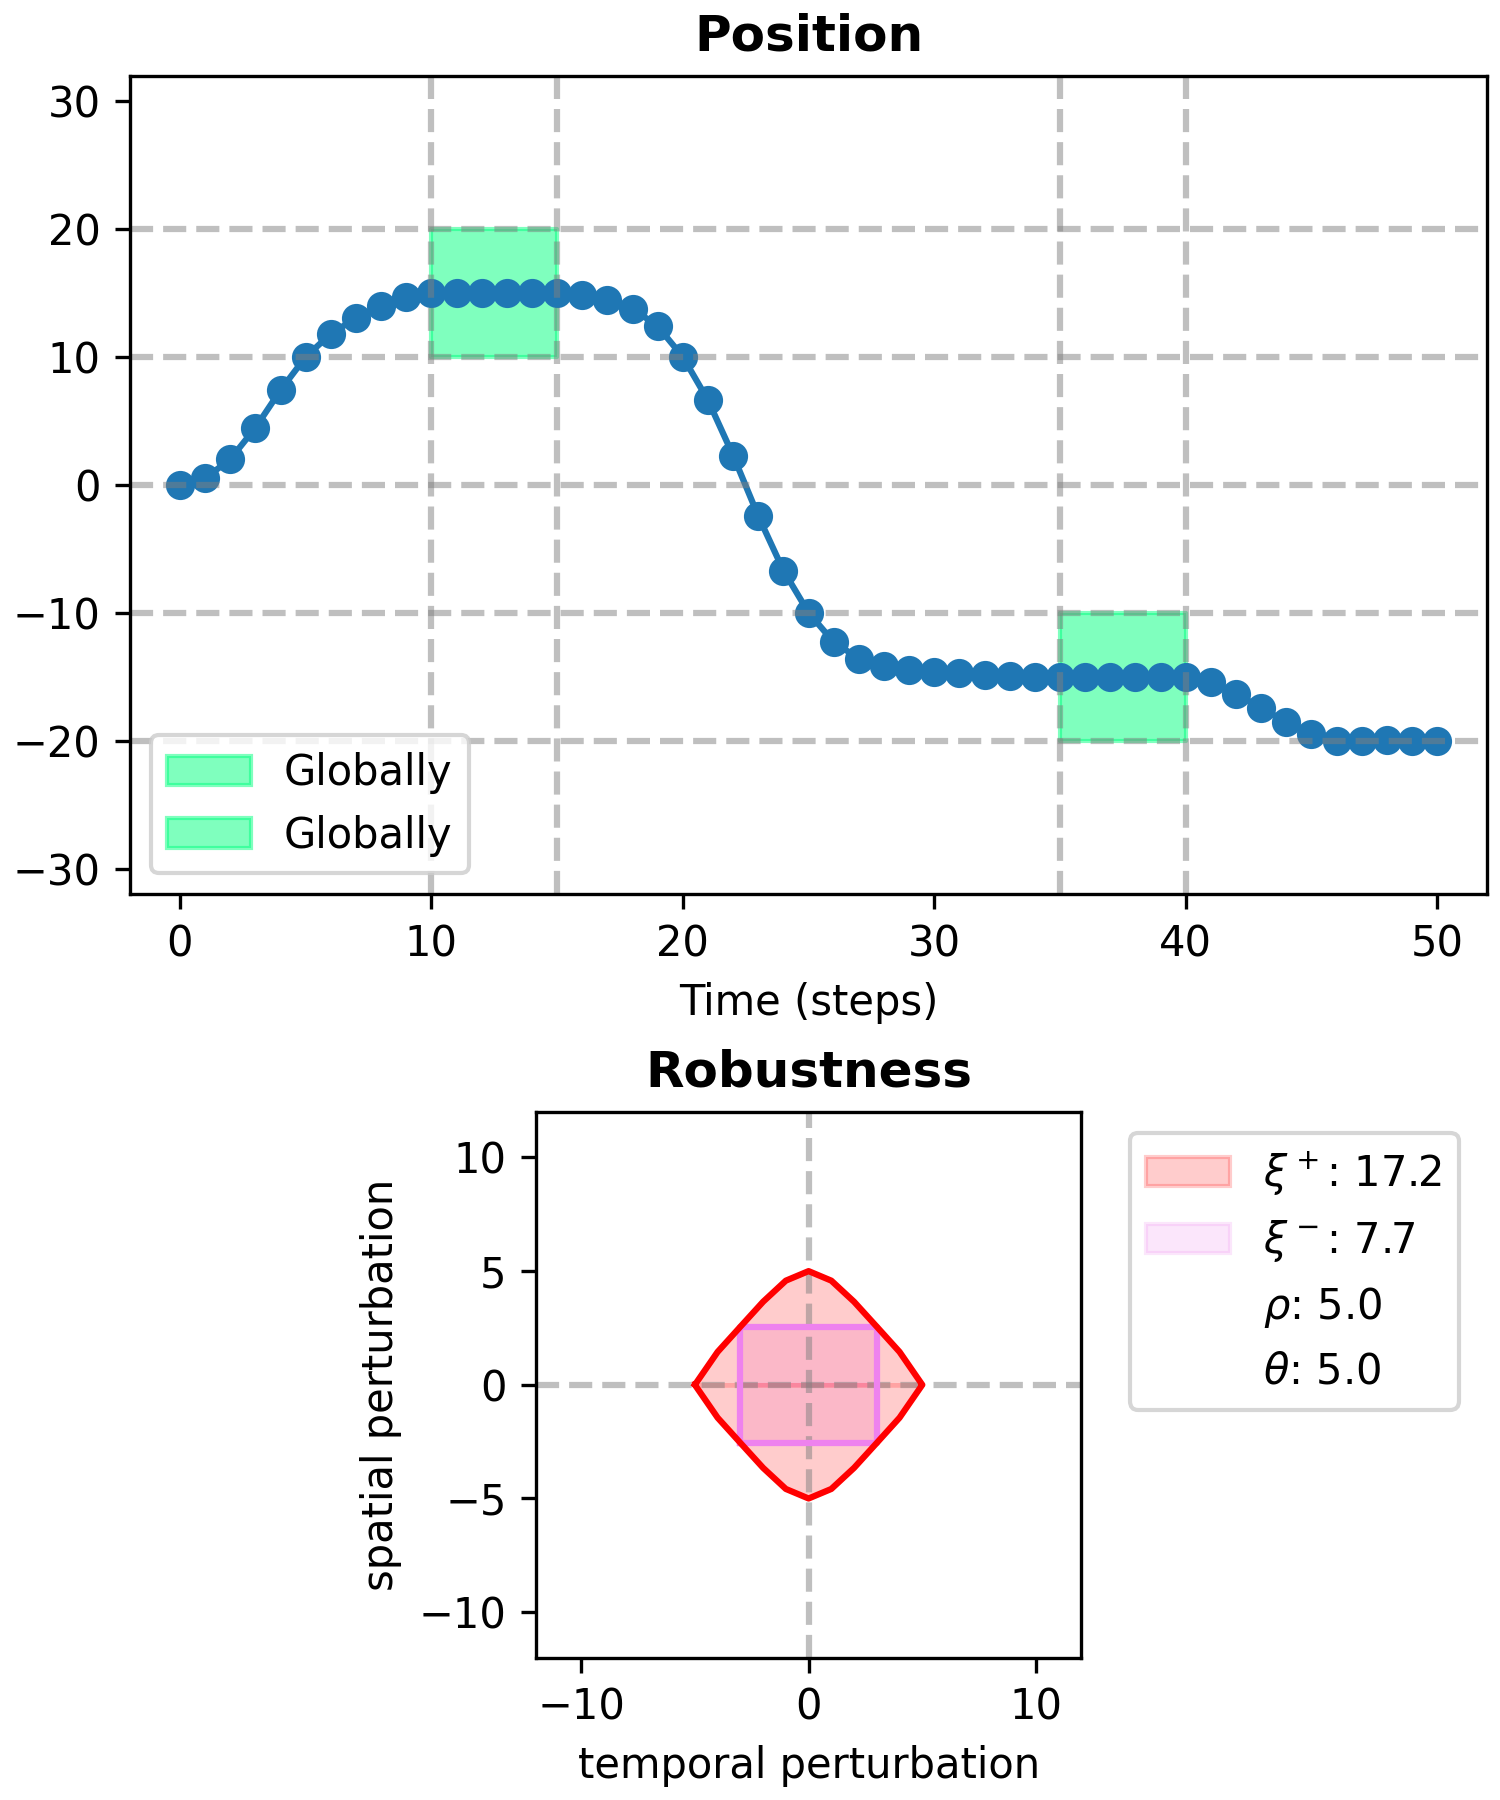 Position
30
20
10
0
−10
−20
−30
Globally
Globally
0 10 20 30 40 50
Time (steps)
Robustness
10
5
0
−5
−10
spatial perturbation
−10 0 10
temporal perturbation
ξ⁺: 17.2
ξ⁻: 7.7
ρ: 5.0
θ: 5.0